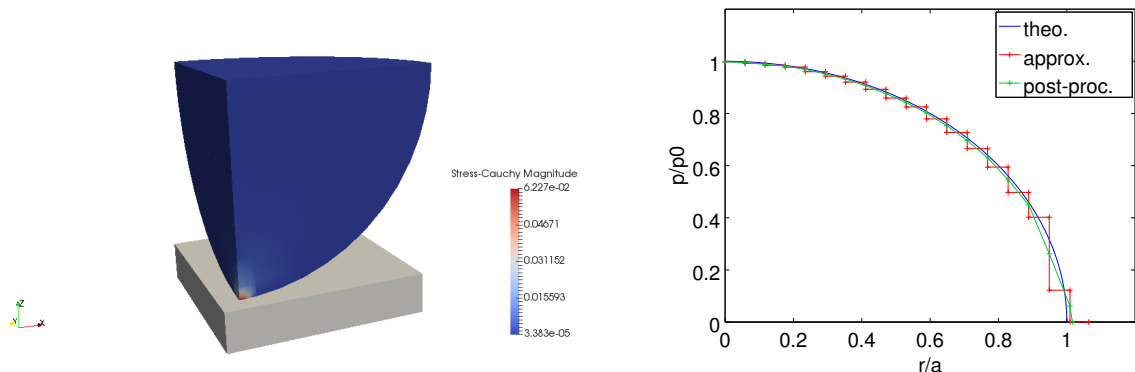 Stress-Cauchy Magnitude
6.227e-02
0.04671
0.031152
0.015593
3.383e-05
Z
Y
X
theo.
approx.
post-proc.
1
0.8
0.6
0.4
0.2
0
p/p0
0 0.2 0.4 0.6 0.8 1
r/a